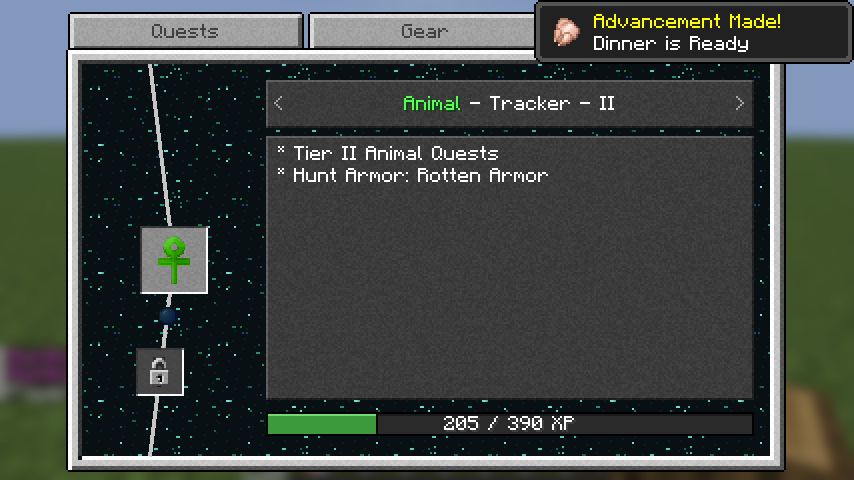 Quests
Gear
Advancement Made!
Dinner is Ready
Animal - Tracker - II
* Tier II Animal Quests
* Hunt Armor: Rotten Armor
205 / 390 XP